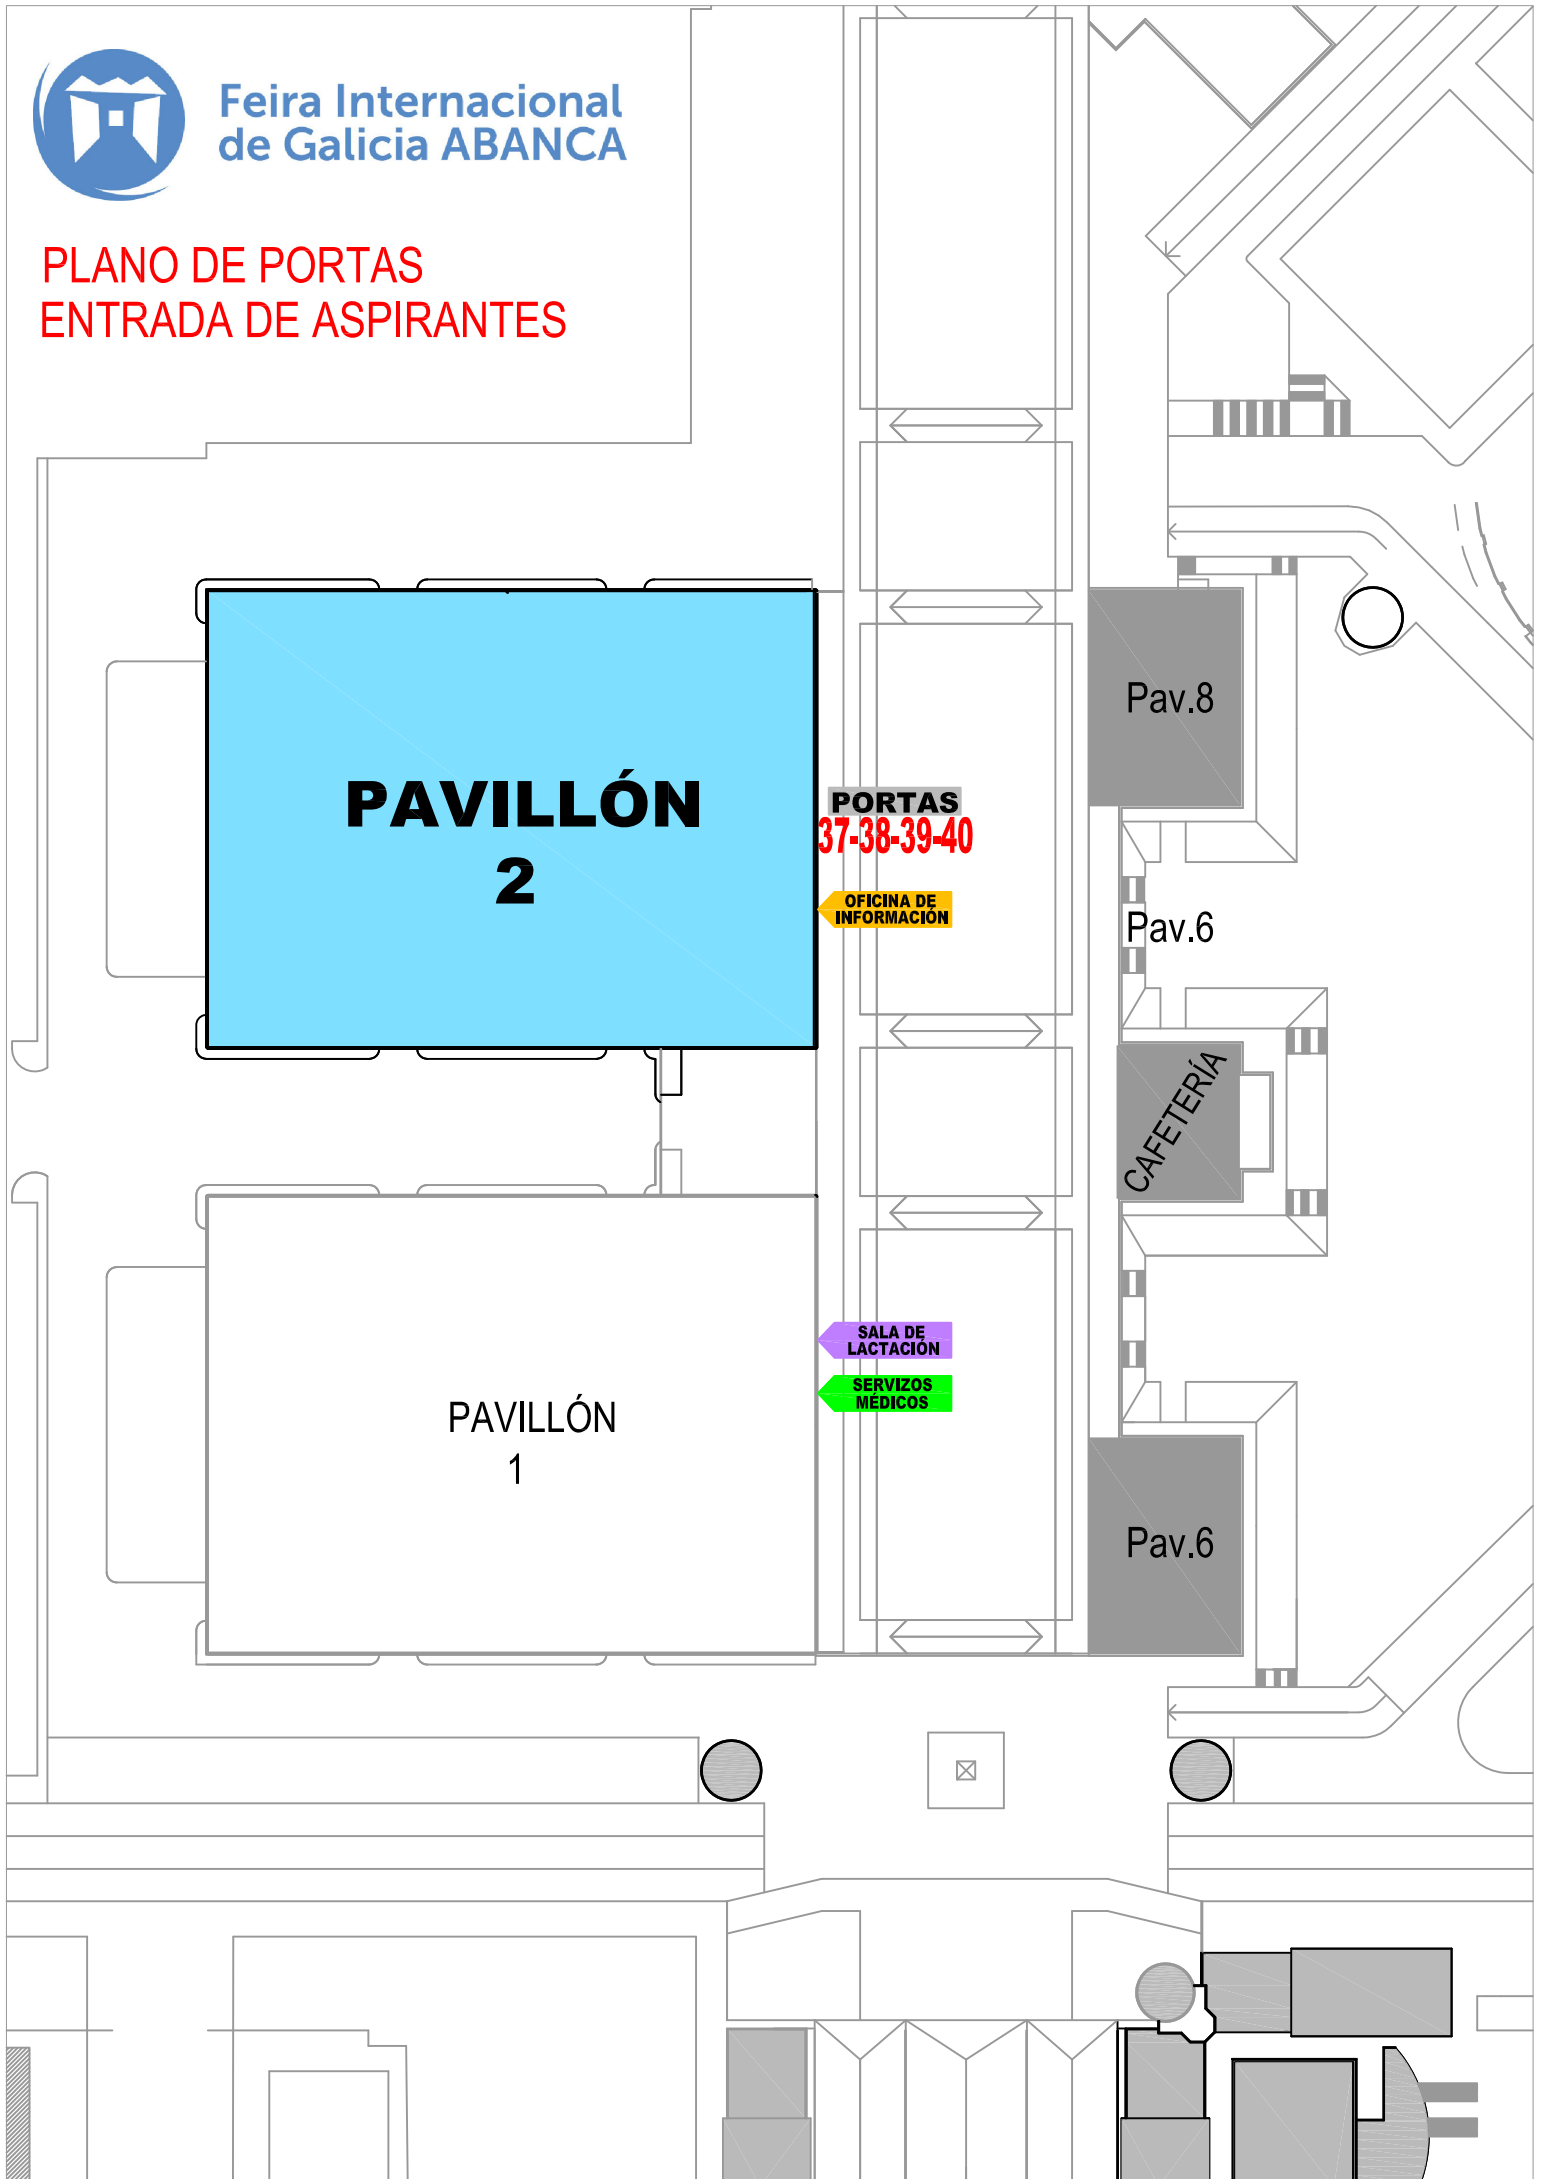 Feira Internacional
de Galicia ABANCA
PLANO DE PORTAS
ENTRADA DE ASPIRANTES
Pav.8
PAVILLÓN
2
PORTAS
37-38-39-40
OFICINA DE
INFORMACIÓN
Pav.6
CAFETERÍA
SALA DE
LACTACIÓN
SERVIZOS
MÉDICOS
PAVILLÓN
1
Pav.6